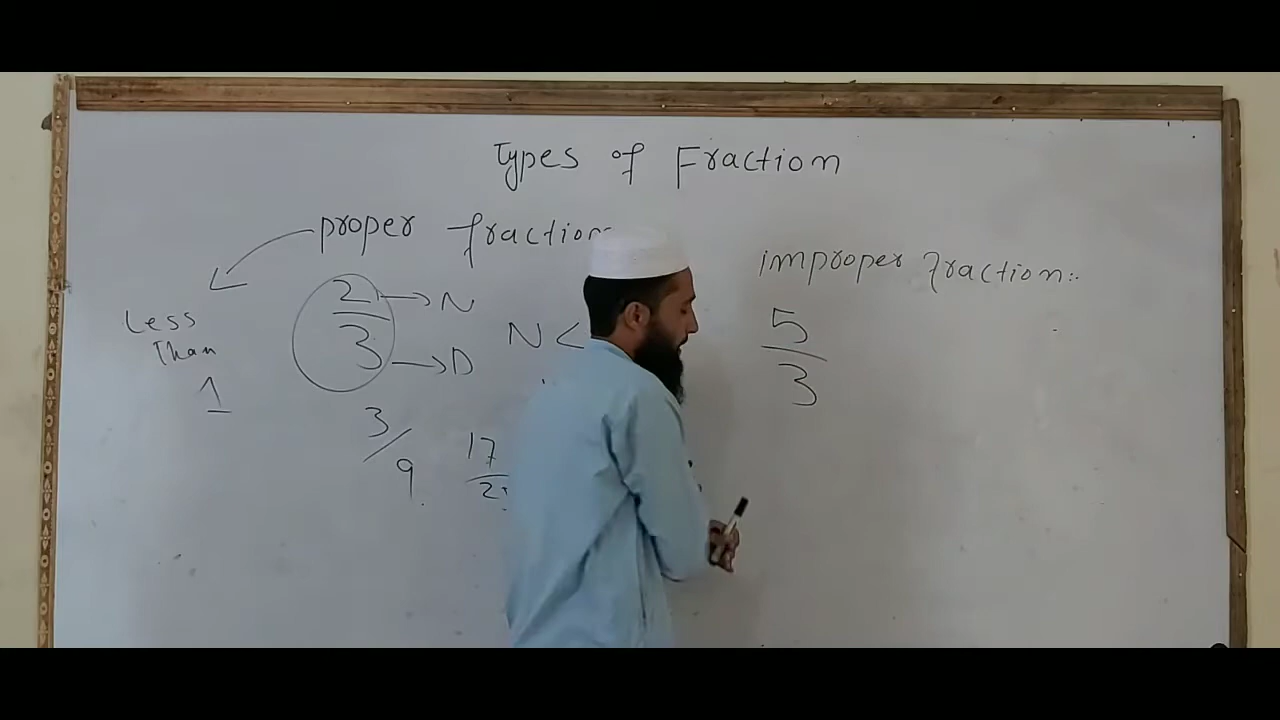 Types of Fraction
proper fraction
Less
Than
1
2 → N
3 → D
N <
3/9
17
improper fraction:-
5
3